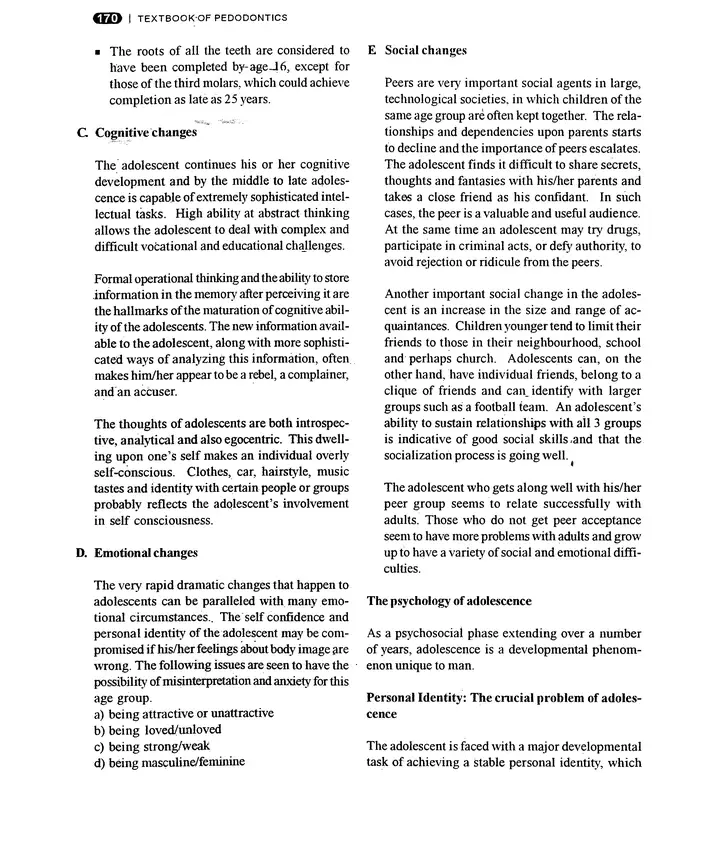 170 | TEXTBOOK OF PEDODONTICS
▪ The roots of all the teeth are considered to
have been completed by age 16, except for
those of the third molars, which could achieve
completion as late as 25 years.
C. Cognitive changes
The adolescent continues his or her cognitive
development and by the middle to late adoles-
cence is capable of extremely sophisticated intel-
lectual tasks. High ability at abstract thinking
allows the adolescent to deal with complex and
difficult vocational and educational challenges.
Formal operational thinking and the ability to store
information in the memory after perceiving it are
the hallmarks of the maturation of cognitive abil-
ity of the adolescents. The new information avail-
able to the adolescent, along with more sophisti-
cated ways of analyzing this information, often
makes him/her appear to be a rebel, a complainer,
and an accuser.
The thoughts of adolescents are both introspec-
tive, analytical and also egocentric. This dwell-
ing upon one's self makes an individual overly
self-conscious. Clothes, car, hairstyle, music
tastes and identity with certain people or groups
probably reflects the adolescent's involvement
in self consciousness.
D. Emotional changes
The very rapid dramatic changes that happen to
adolescents can be paralleled with many emo-
tional circumstances. The self confidence and
personal identity of the adolescent may be com-
promised if his/her feelings about body image are
wrong. The following issues are seen to have the
possibility of misinterpretation and anxiety for this
age group.
a) being attractive or unattractive
b) being loved/unloved
c) being strong/weak
d) being masculine/feminine
E Social changes
Peers are very important social agents in large,
technological societies, in which children of the
same age group are often kept together. The rela-
tionships and dependencies upon parents starts
to decline and the importance of peers escalates.
The adolescent finds it difficult to share secrets,
thoughts and fantasies with his/her parents and
takes a close friend as his confidant. In such
cases, the peer is a valuable and useful audience.
At the same time an adolescent may try drugs,
participate in criminal acts, or defy authority, to
avoid rejection or ridicule from the peers.
Another important social change in the adoles-
cent is an increase in the size and range of ac-
quaintances. Children younger tend to limit their
friends to those in their neighbourhood, school
and perhaps church. Adolescents can, on the
other hand, have individual friends, belong to a
clique of friends and can identify with larger
groups such as a football team. An adolescent's
ability to sustain relationships with all 3 groups
is indicative of good social skills and that the
socialization process is going well.
The adolescent who gets along well with his/her
peer group seems to relate successfully with
adults. Those who do not get peer acceptance
seem to have more problems with adults and grow
up to have a variety of social and emotional diffi-
culties.
The psychology of adolescence
As a psychosocial phase extending over a number
of years, adolescence is a developmental phenom-
enon unique to man.
Personal Identity: The crucial problem of adoles-
cence
The adolescent is faced with a major developmental
task of achieving a stable personal identity, which